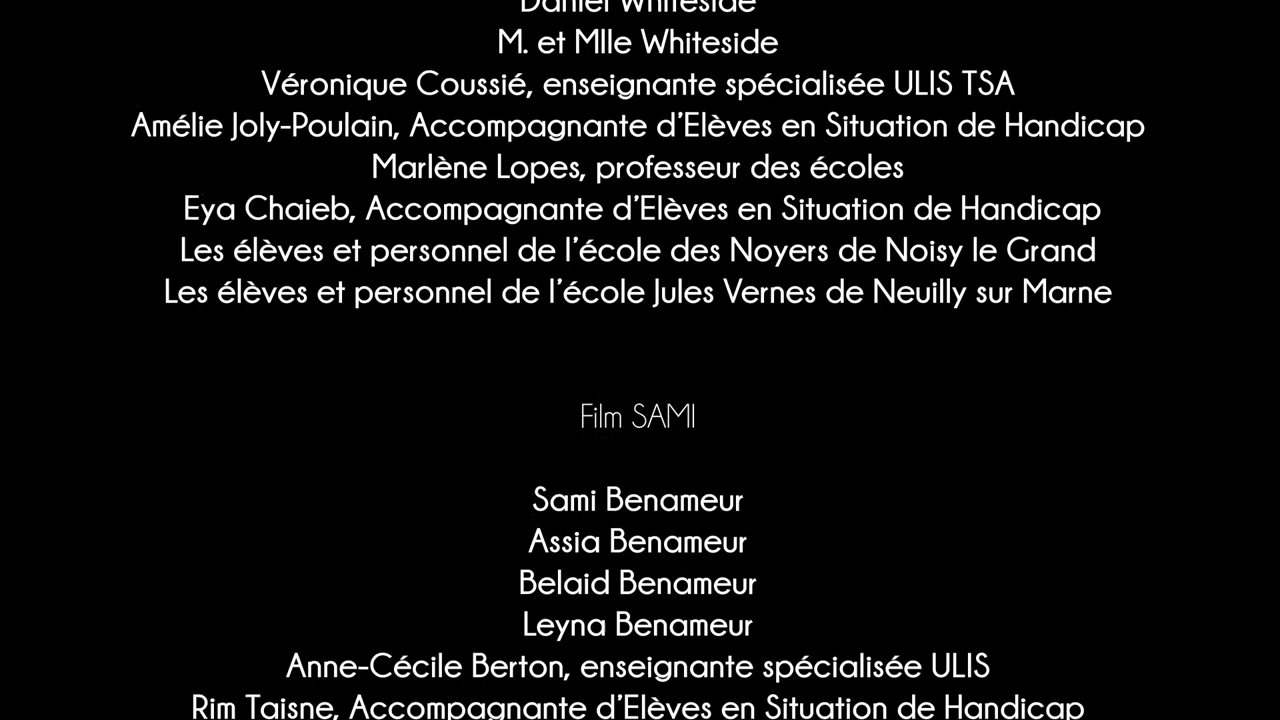 Daniel Whiteside
M. et Mlle Whiteside
Véronique Coussié, enseignante spécialisée ULIS TSA
Amélie Joly-Poulain, Accompagnante d'Elèves en Situation de Handicap
Marlène Lopes, professeur des écoles
Eya Chaieb, Accompagnante d'Elèves en Situation de Handicap
Les élèves et personnel de l'école des Noyers de Noisy le Grand
Les élèves et personnel de l'école Jules Vernes de Neuilly sur Marne
Film SAMI
Sami Benameur
Assia Benameur
Belaid Benameur
Leyna Benameur
Anne-Cécile Berton, enseignante spécialisée ULIS
Rim Taisne, Accompagnante d'Elèves en Situation de Handicap